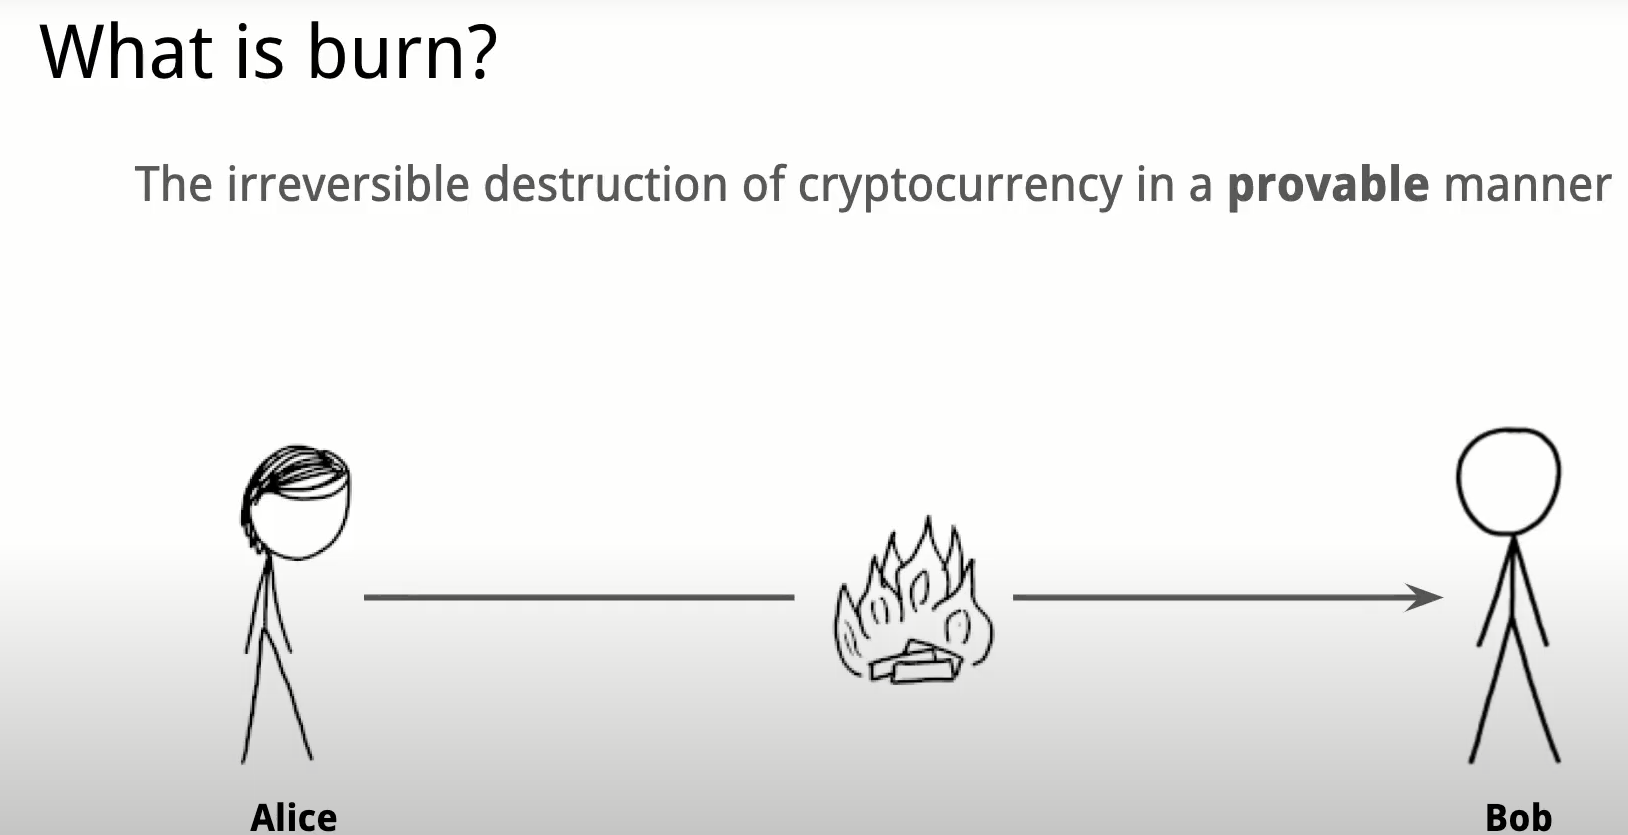 What is burn?
The irreversible destruction of cryptocurrency in a provable manner
Alice
Bob